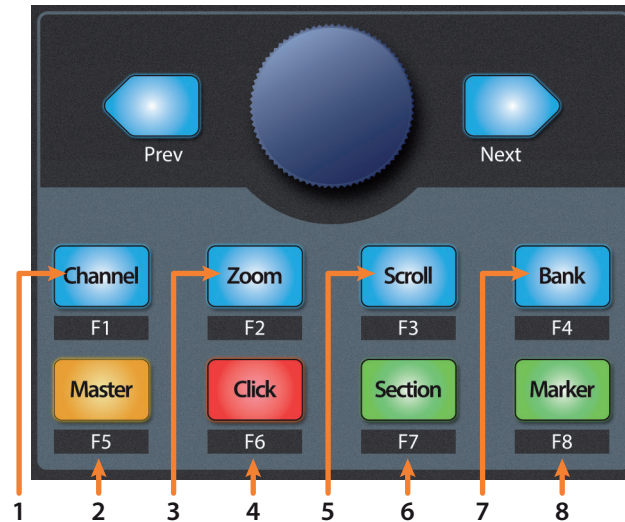 Prev Next
Channel Zoom Scroll Bank
F1 F2 F3 F4
Master Click Section Marker
F5 F6 F7 F8
1 2 3 4 5 6 7 8